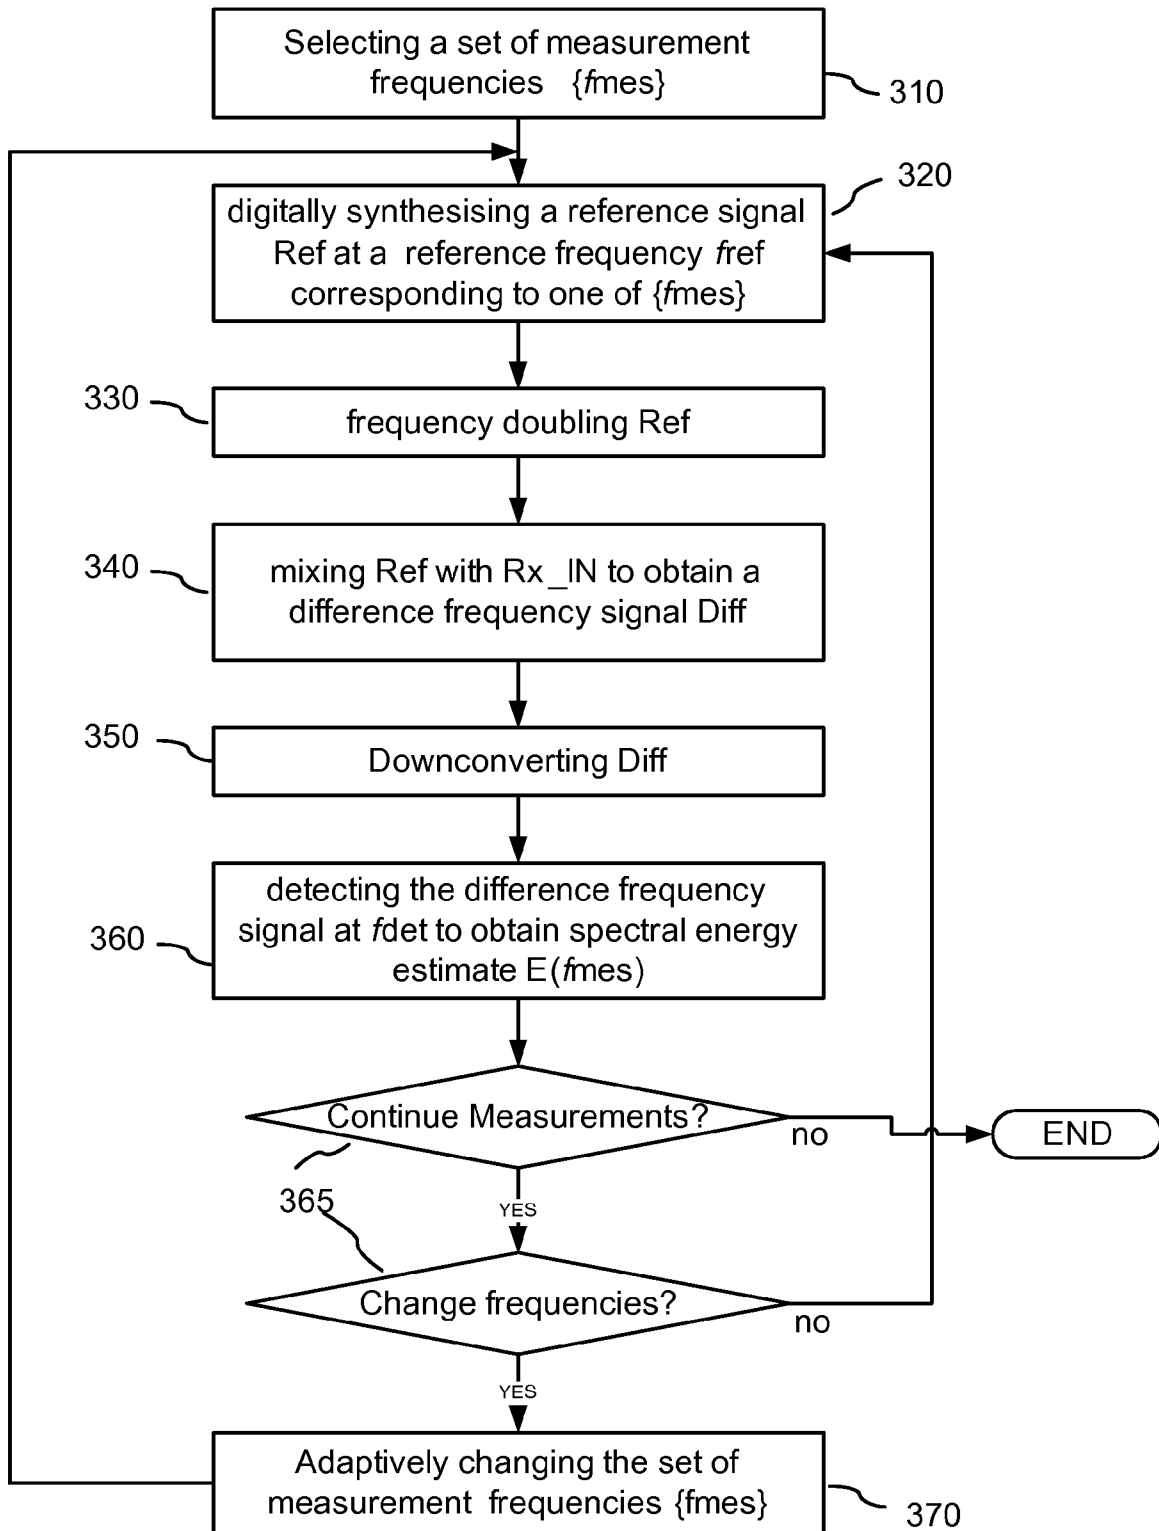 Selecting a set of measurement
frequencies {fmes}
310
320
digitally synthesising a reference signal
Ref at a reference frequency fref
corresponding to one of {fmes}
330
frequency doubling Ref
340
mixing Ref with Rx_IN to obtain a
difference frequency signal Diff
350
Downconverting Diff
360
detecting the difference frequency
signal at fdet to obtain spectral energy
estimate E(fmes)
Continue Measurements?
no
END
365
YES
Change frequencies?
no
YES
Adaptively changing the set of
measurement frequencies {fmes}
370